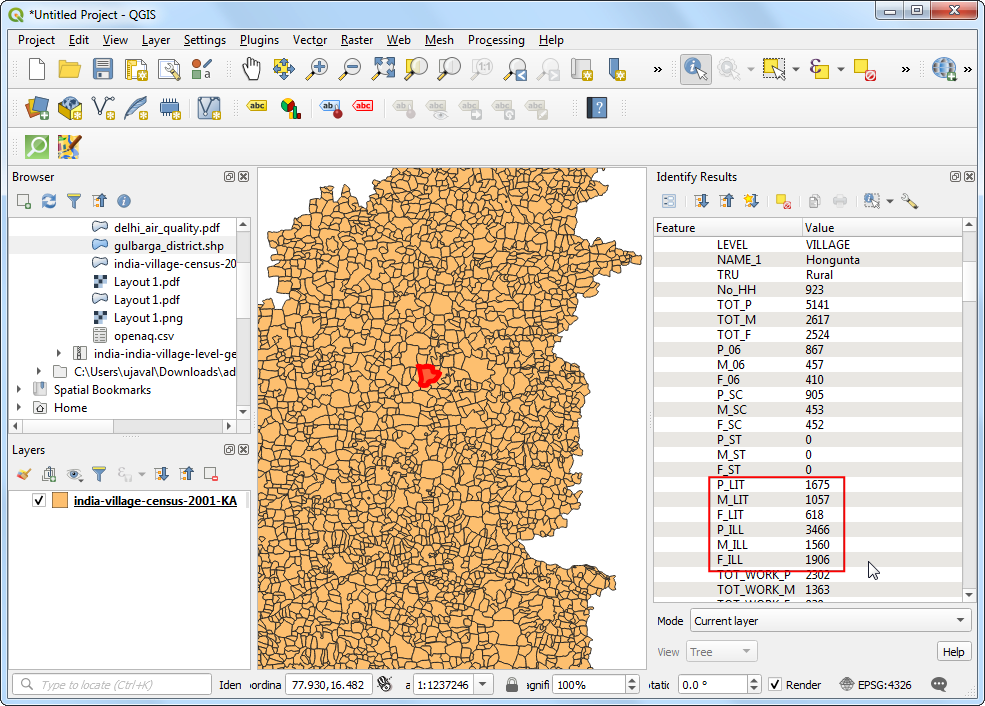 *Untitled Project - QGIS
Project Edit View Layer Settings Plugins Vector Raster Web Mesh Processing Help
Browser
delhi_air_quality.pdf
gulbarga_district.shp
india-village-census-20
Layout 1.pdf
Layout 1.pdf
Layout 1.png
openaq.csv
india-india-village-level-ge
C:\Users\ujaval\Downloads\ad
Spatial Bookmarks
Home
Layers
india-village-census-2001-KA
Identify Results
Feature Value
LEVEL VILLAGE
NAME_1 Hongunta
TRU Rural
No_HH 923
TOT_P 5141
TOT_M 2617
TOT_F 2524
P_06 867
M_06 457
F_06 410
P_SC 905
M_SC 453
F_SC 452
P_ST 0
M_ST 0
F_ST 0
P_LIT 1675
M_LIT 1057
F_LIT 618
P_ILL 3466
M_ILL 1560
F_ILL 1906
TOT_WORK_P 2302
TOT_WORK_M 1363
Mode Current layer
View Tree
Help
Type to locate (Ctrl+K) Iden oordina 77.930,16.482 a 1:1237246 agnifi 100% otatic 0.0 ° Render EPSG:4326